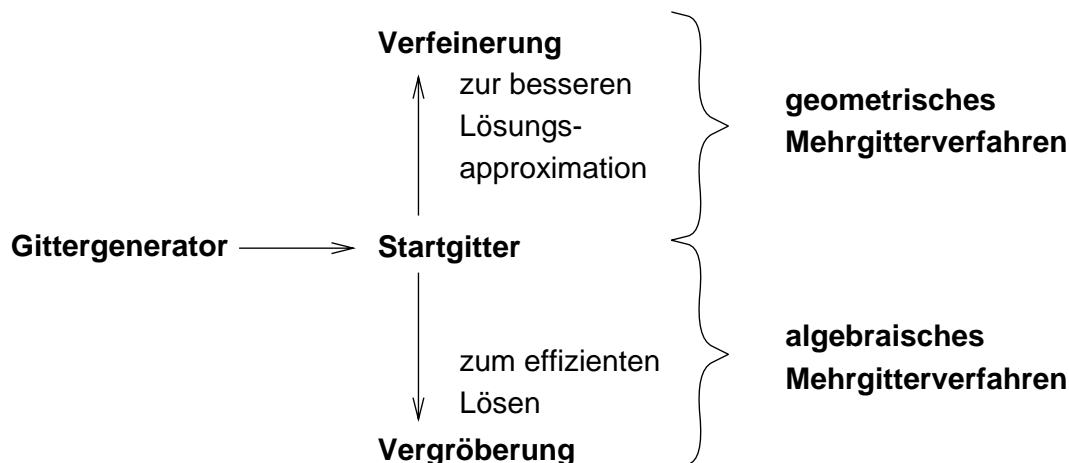 Verfeinerung
zur besseren
Lösungs-
approximation
geometrisches
Mehrgitterverfahren
Gittergenerator
Startgitter
zum effizienten
Lösen
Vergröberung
algebraisches
Mehrgitterverfahren